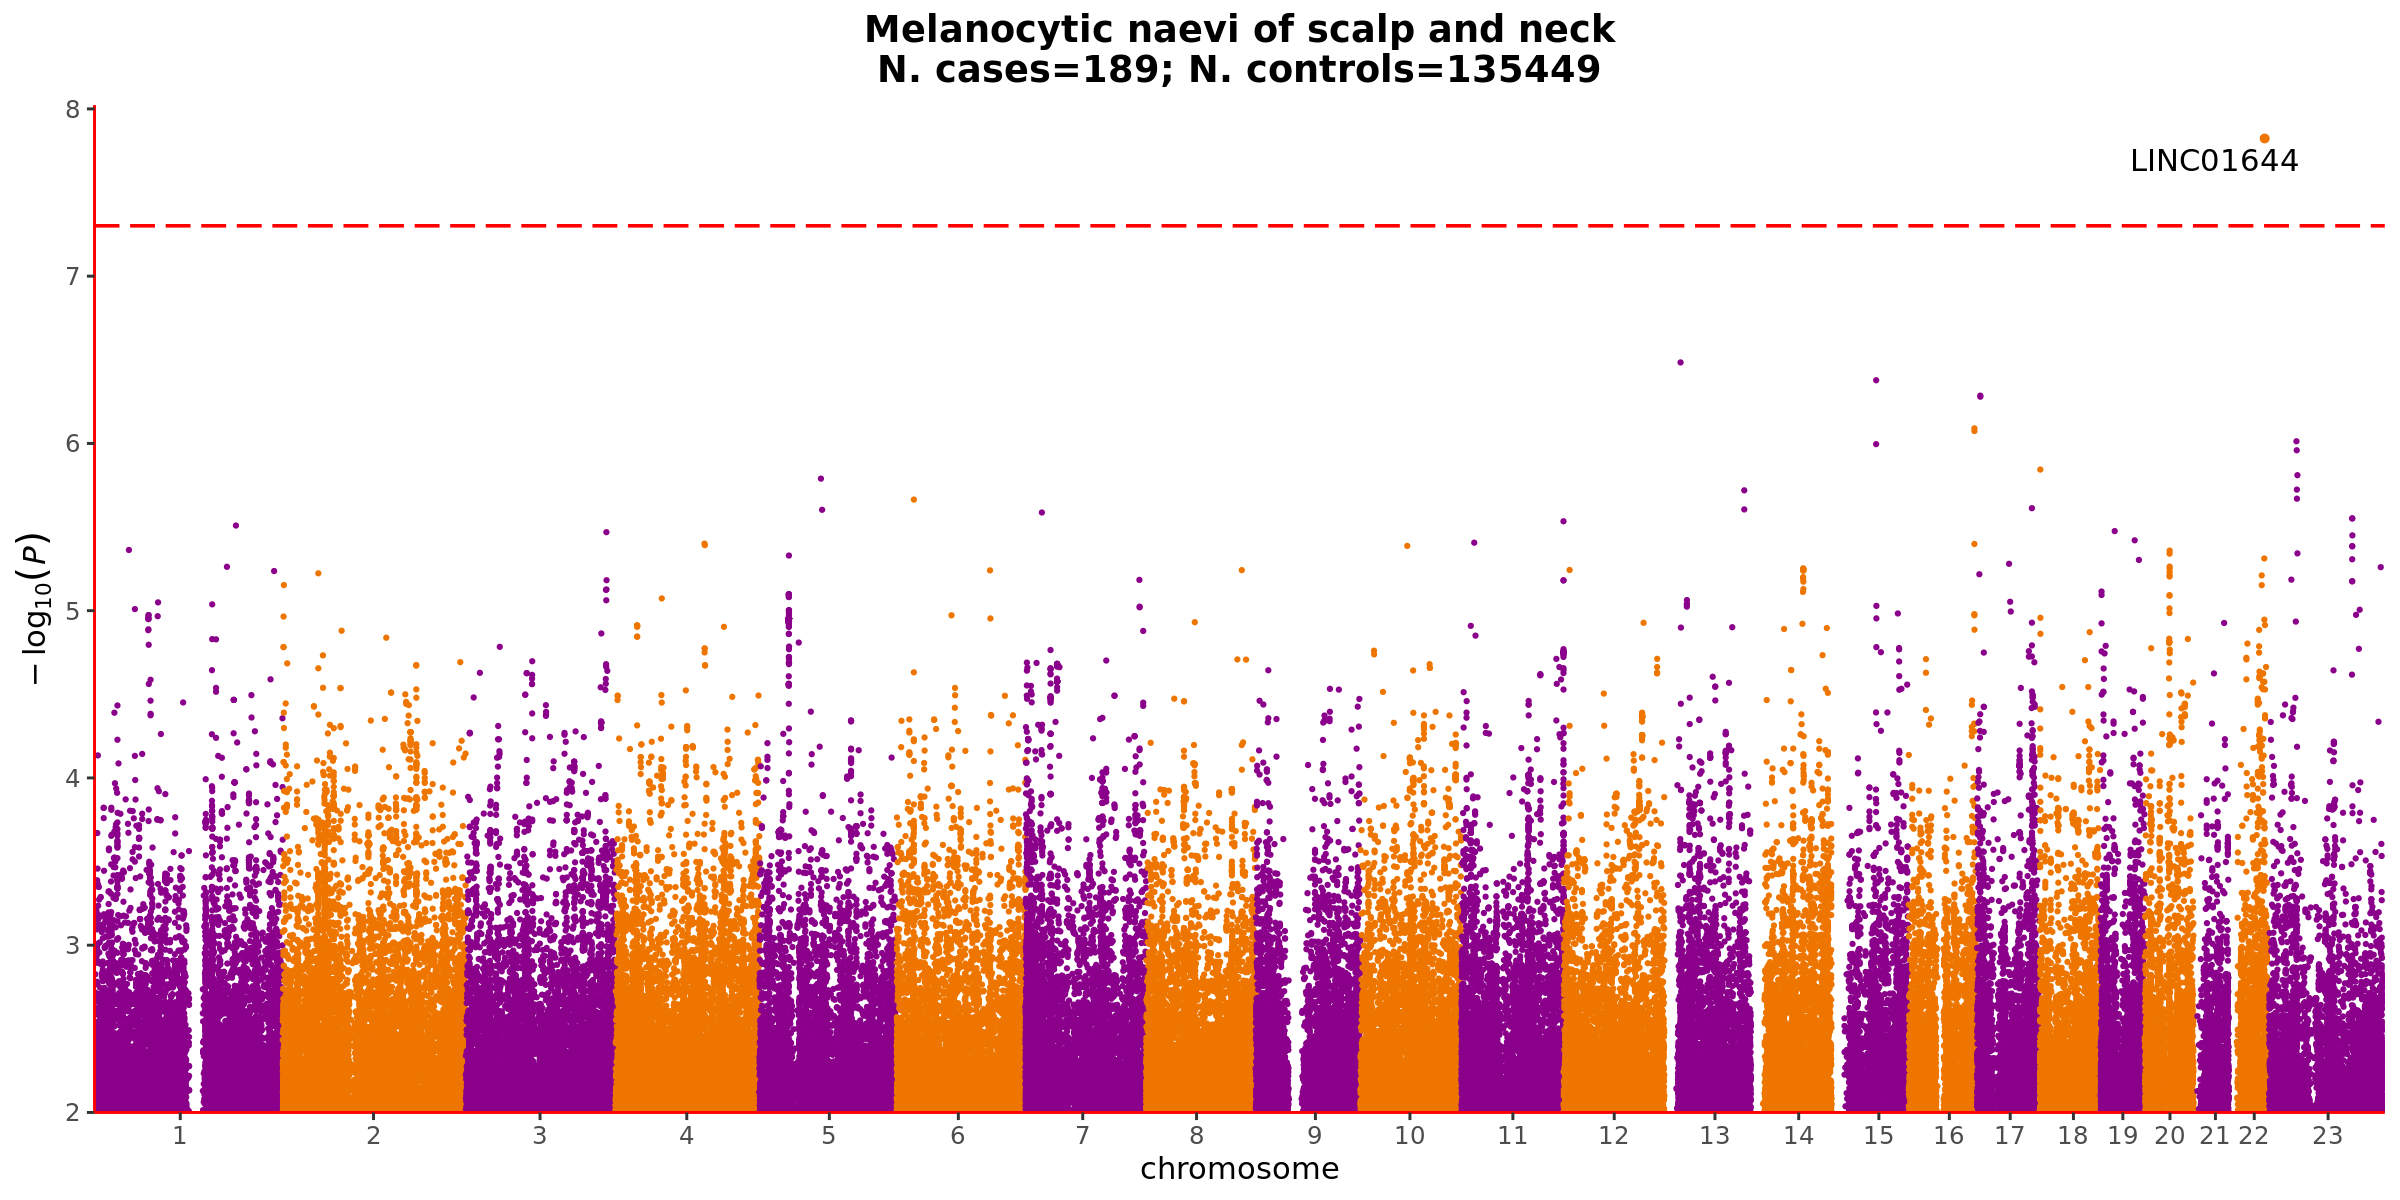 Melanocytic naevi of scalp and neck
N. cases=189; N. controls=135449
8
LINC01644
7
6
5
4
3
2
−log10(P)
1 2 3 4 5 6 7 8 9 10 11 12 13 14 15 16 17 18 19 20 21 22 23
chromosome